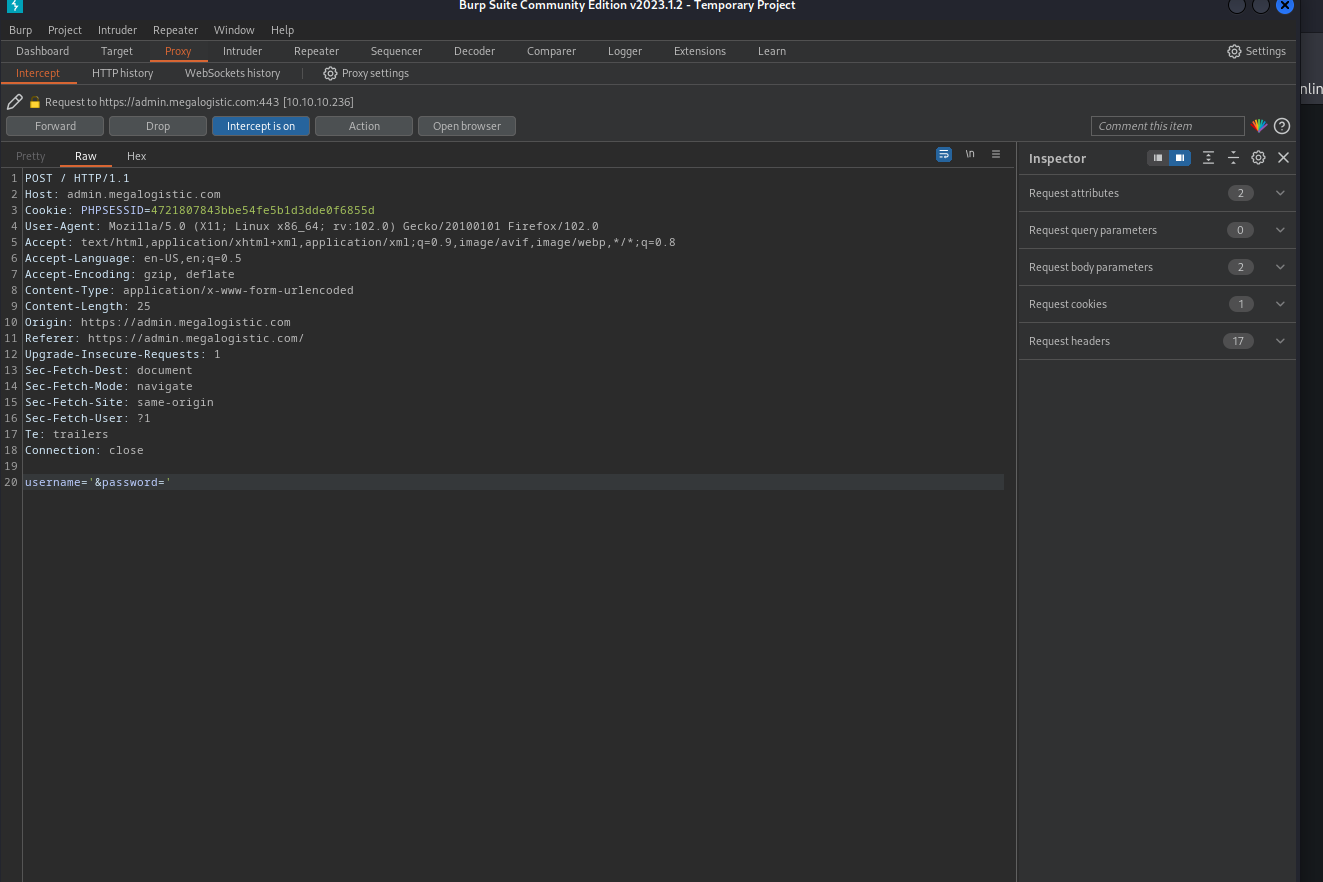 Burp Suite Community Edition v2023.1.2 - Temporary Project
Burp Project Intruder Repeater Window Help
Dashboard Target Proxy Intruder Repeater Sequencer Decoder Comparer Logger Extensions Learn Settings
Intercept HTTP history WebSockets history Proxy settings
Request to https://admin.megalogistic.com:443 [10.10.10.236]
Forward Drop Intercept is on Action Open browser Comment this item
Pretty Raw Hex \n
Inspector
Request attributes 2
Request query parameters 0
Request body parameters 2
Request cookies 1
Request headers 17
1 POST / HTTP/1.1
2 Host: admin.megalogistic.com
3 Cookie: PHPSESSID=4721807843bbe54fe5b1d3dde0f6855d
4 User-Agent: Mozilla/5.0 (X11; Linux x86_64; rv:102.0) Gecko/20100101 Firefox/102.0
5 Accept: text/html,application/xhtml+xml,application/xml;q=0.9,image/avif,image/webp,*/*;q=0.8
6 Accept-Language: en-US,en;q=0.5
7 Accept-Encoding: gzip, deflate
8 Content-Type: application/x-www-form-urlencoded
9 Content-Length: 25
10 Origin: https://admin.megalogistic.com
11 Referer: https://admin.megalogistic.com/
12 Upgrade-Insecure-Requests: 1
13 Sec-Fetch-Dest: document
14 Sec-Fetch-Mode: navigate
15 Sec-Fetch-Site: same-origin
16 Sec-Fetch-User: ?1
17 Te: trailers
18 Connection: close
19
20 username='&password='